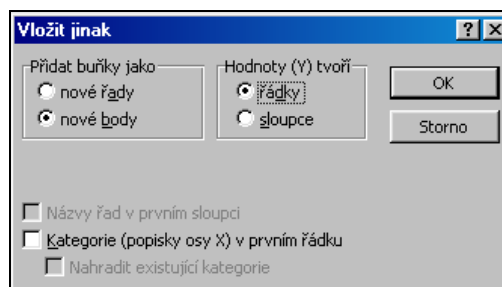 Vložit jinak
Přidat buňky jako
nové řady
nové body
Hodnoty (Y) tvoří
řádky
sloupce
OK
Storno
Názvy řad v prvním sloupci
Kategorie (popisky osy X) v prvním řádku
Nahradit existující kategorie